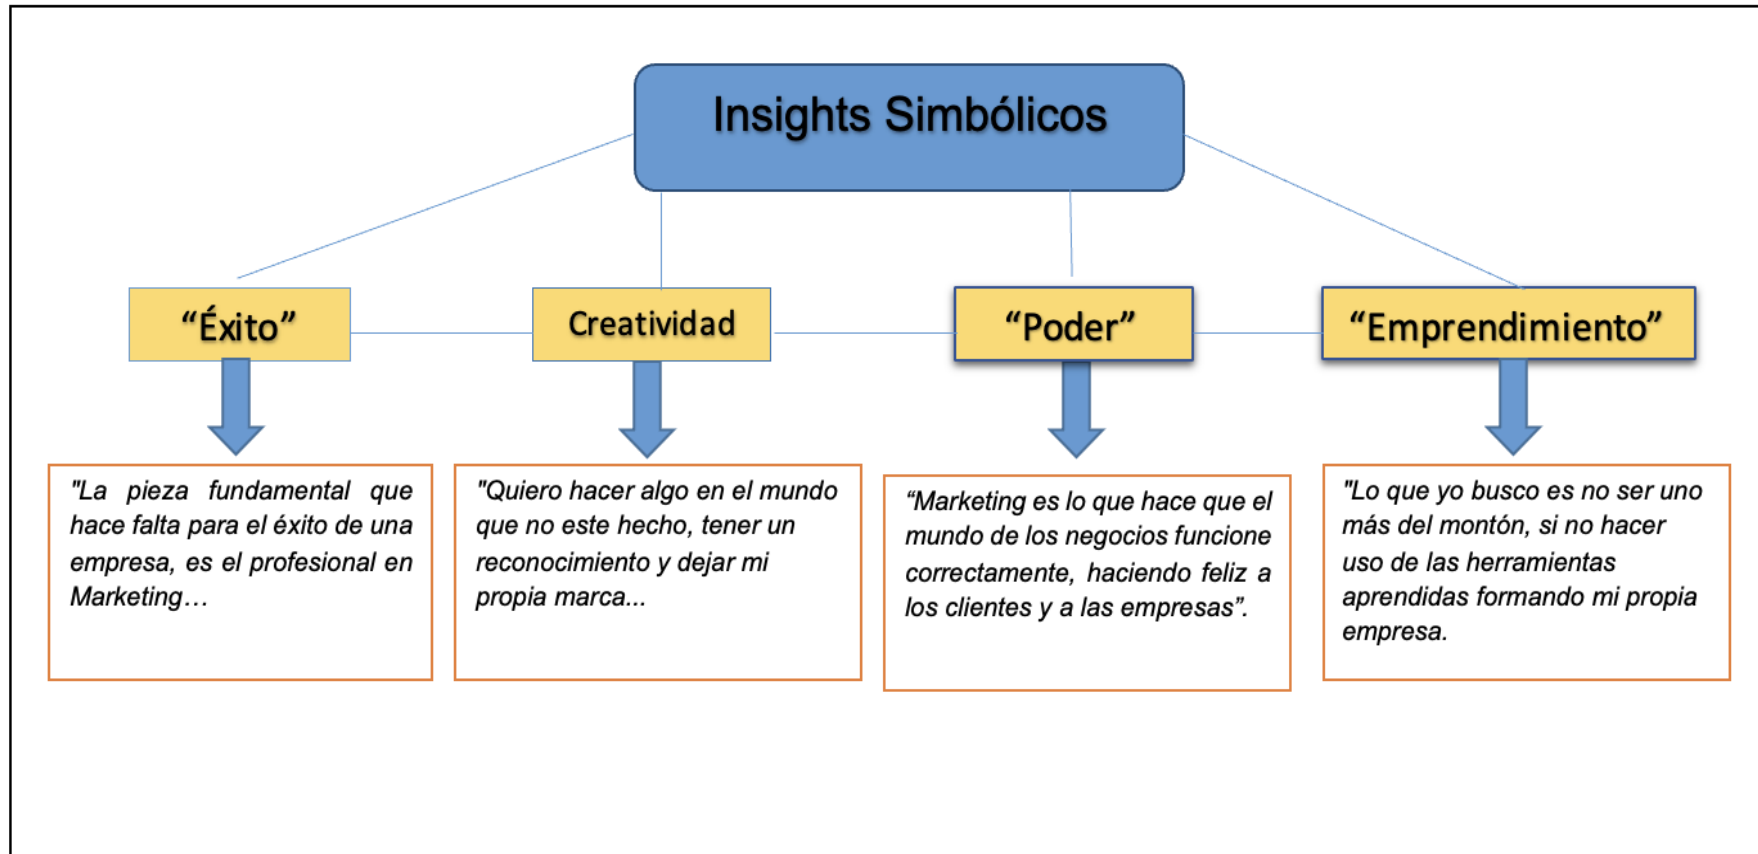 Insights Simbólicos
“Éxito”
Creatividad
“Poder”
“Emprendimiento”
"La pieza fundamental que
hace falta para el éxito de una
empresa, es el profesional en
Marketing…
"Quiero hacer algo en el mundo
que no este hecho, tener un
reconocimiento y dejar mi
propia marca...
“Marketing es lo que hace que el
mundo de los negocios funcione
correctamente, haciendo feliz a
los clientes y a las empresas”.
"Lo que yo busco es no ser uno
más del montón, si no hacer
uso de las herramientas
aprendidas formando mi propia
empresa.